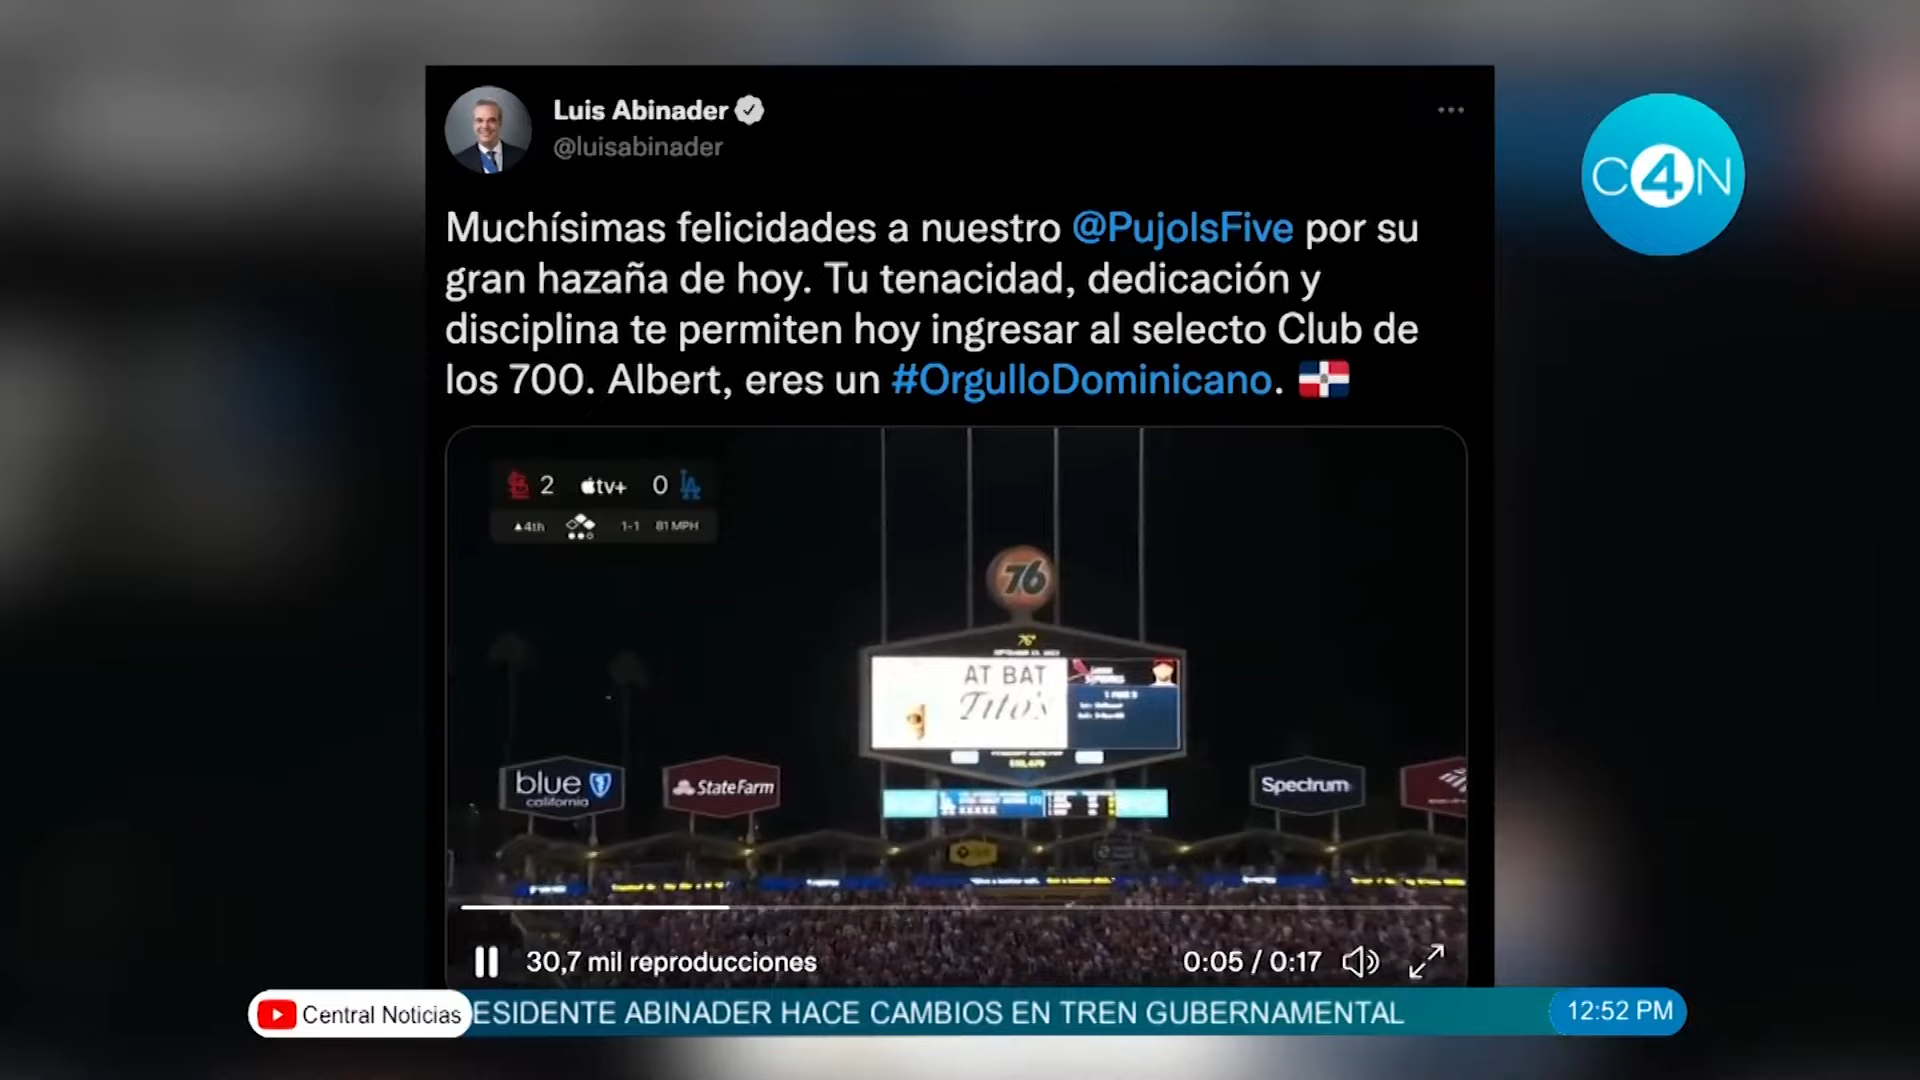 Luis Abinader
@luisabinader
C4N
Muchísimas felicidades a nuestro @PujolsFive por su
gran hazaña de hoy. Tu tenacidad, dedicación y
disciplina te permiten hoy ingresar al selecto Club de
los 700. Albert, eres un #OrgulloDominicano.
2 tv+ 0 LA
4th 1-1 81 MPH
76
76°
AT BAT
Tito's
blue
california
StateFarm
Spectrum
30,7 mil reproducciones
0:05 / 0:17
Central Noticias
ESIDENTE ABINADER HACE CAMBIOS EN TREN GUBERNAMENTAL
12:52 PM